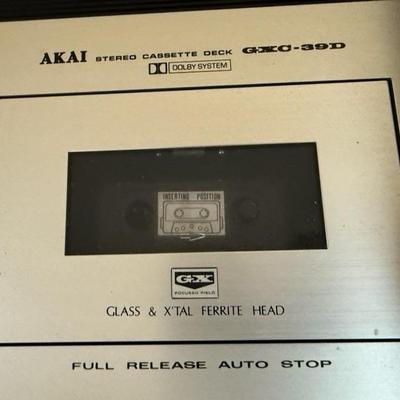 AKAI STEREO CASSETTE DECK GXC-39D
DOLBY SYSTEM
INSERTING POSITION
GX
FOCUSED FIELD
GLASS & X'TAL FERRITE HEAD
FULL RELEASE AUTO STOP